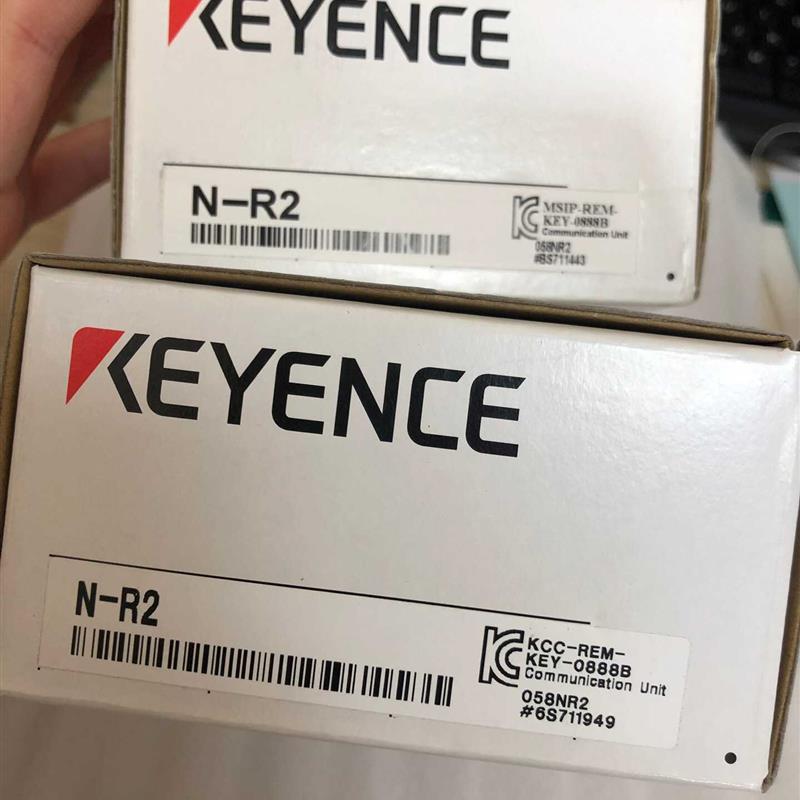 KEYENCE
N-R2
MSIP-REM-
KEY-0888B
Communication Unit
058NR2
#BS711443
KEYENCE
N-R2
KCC-REM-
KEY-0888B
Communication Unit
058NR2
#6S711949